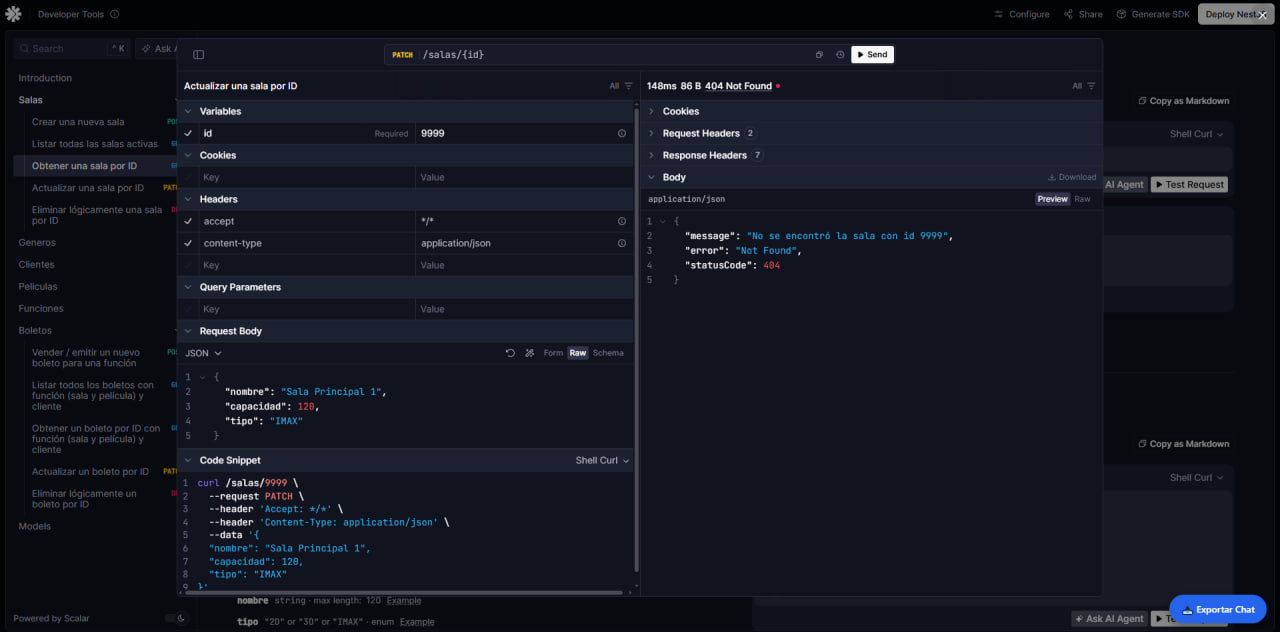 Developer Tools
Configure
Share
Generate SDK
Search
^ K
Introduction
Salas
Crear una nueva sala
Listar todas las salas activas
Obtener una sala por ID
Actualizar una sala por ID
Eliminar lógicamente una sala
por ID
Generos
Clientes
Peliculas
Funciones
Boletos
Vender / emitir un nuevo
boleto para una función
Listar todos los boletos con
función (sala y película) y
cliente
Obtener un boleto por ID con
función (sala y película) y
cliente
Actualizar un boleto por ID
Eliminar lógicamente un
boleto por ID
Models
Powered by Scalar
PATCH /salas/{id}
Send
Actualizar una sala por ID
All
Variables
id Required 9999
Cookies
Key Value
Headers
accept */*
content-type application/json
Key Value
Query Parameters
Key Value
Request Body
JSON
Form Raw Schema
1 {
2 "nombre": "Sala Principal 1",
3 "capacidad": 120,
4 "tipo": "IMAX"
5 }
Code Snippet
Shell Curl
1 curl /salas/9999 \
2 --request PATCH \
3 --header 'Accept: */*' \
4 --header 'Content-Type: application/json' \
5 --data '{
6 "nombre": "Sala Principal 1",
7 "capacidad": 120,
8 "tipo": "IMAX"
9 }'
148ms 86 B 404 Not Found
All
Cookies
Request Headers 2
Response Headers 7
Body
Download
application/json
Preview Raw
1 {
2 "message": "No se encontró la sala con id 9999",
3 "error": "Not Found",
4 "statusCode": 404
5 }
Copy as Markdown
Shell Curl
AI Agent
Test Request
Copy as Markdown
Shell Curl
nombre string · max length: 120 Example
tipo "2D" or "3D" or "IMAX" · enum Example
Ask AI Agent
Exportar Chat